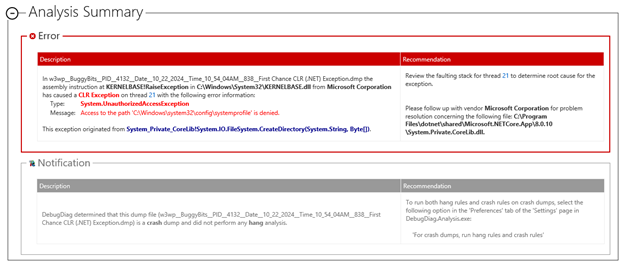 Analysis Summary
Error
Description
Recommendation
In w3wp__BuggyBits__PID__4132__Date__10_22_2024__Time_10_54_04AM__838__First Chance CLR (.NET) Exception.dmp the
assembly instruction at KERNELBASE!RaiseException in C:\Windows\System32\KERNELBASE.dll from Microsoft Corporation
has caused a CLR Exception on thread 21 with the following error information:
Type: System.UnauthorizedAccessException
Message: Access to the path 'C:\Windows\system32\config\systemprofile' is denied.
This exception originated from System_Private_CoreLib!System.IO.FileSystem.CreateDirectory(System.String, Byte[]).
Review the faulting stack for thread 21 to determine root cause for the
exception.
Please follow up with vendor Microsoft Corporation for problem
resolution concerning the following file: C:\Program
Files\dotnet\shared\Microsoft.NETCore.App\8.0.10
\System.Private.CoreLib.dll.
Notification
Description
Recommendation
DebugDiag determined that this dump file (w3wp__BuggyBits__PID__4132__Date__10_22_2024__Time_10_54_04AM__838__First
Chance CLR (.NET) Exception.dmp) is a crash dump and did not perform any hang analysis.
To run both hang rules and crash rules on crash dumps, select the
following option in the 'Preferences' tab of the 'Settings' page in
DebugDiag.Analysis.exe:
'For crash dumps, run hang rules and crash rules'